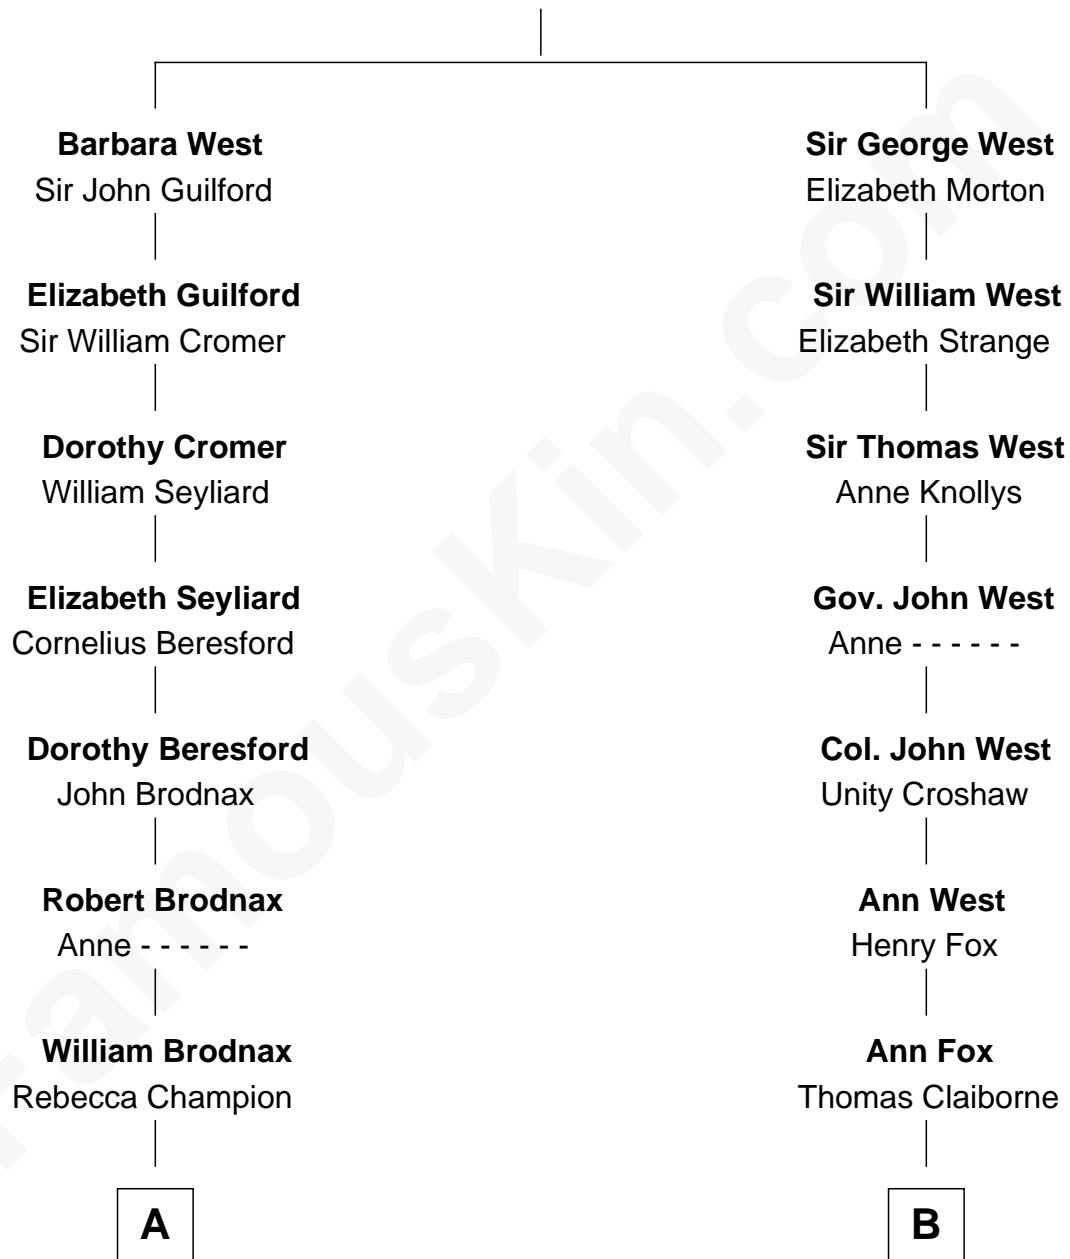 Barbara West
Sir John Guilford
Elizabeth Guilford
Sir William Cromer
Dorothy Cromer
William Seyliard
Elizabeth Seyliard
Cornelius Beresford
Dorothy Beresford
John Brodnax
Robert Brodnax
Anne - - - - - -
William Brodnax
Rebecca Champion
A
Sir George West
Elizabeth Morton
Sir William West
Elizabeth Strange
Sir Thomas West
Anne Knollys
Gov. John West
Anne - - - - - -
Col. John West
Unity Croshaw
Ann West
Henry Fox
Ann Fox
Thomas Claiborne
B
FamousKin.com